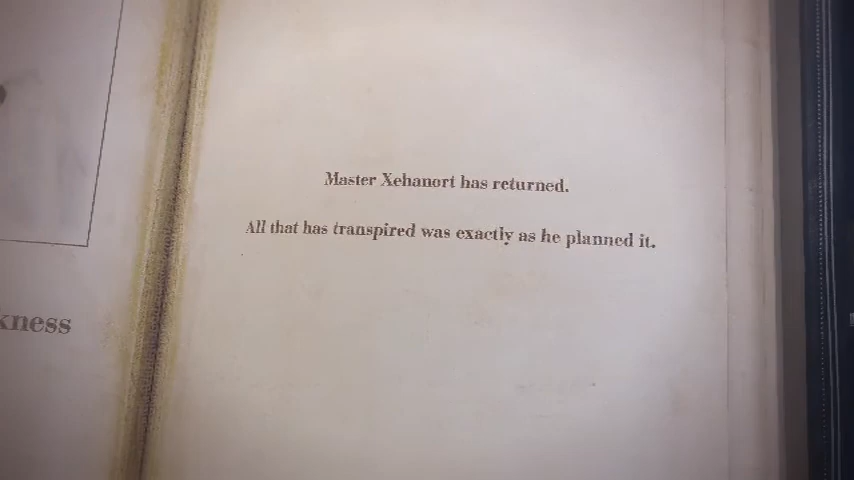 Master Xehanort has returned.
All that has transpired was exactly as he planned it.
kness